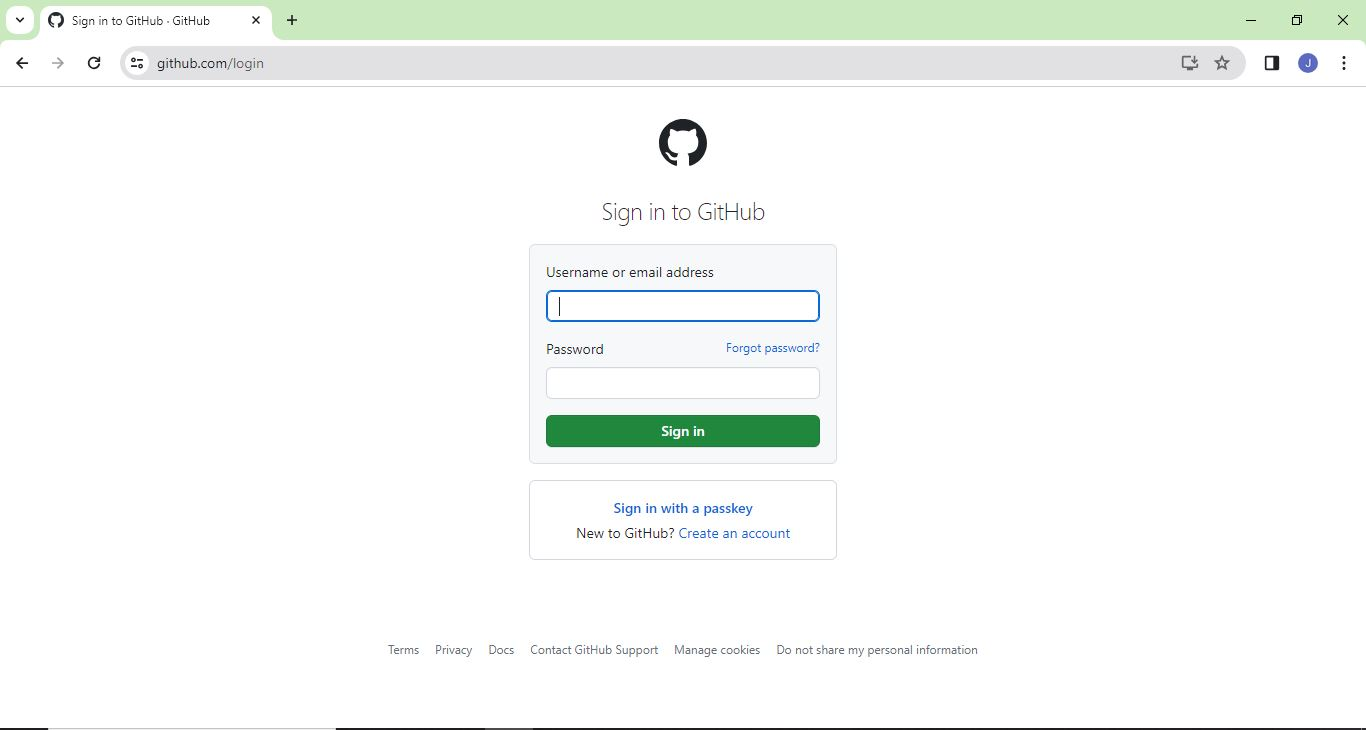 Sign in to GitHub · GitHub
github.com/login
J
Sign in to GitHub
Username or email address
Password Forgot password?
Sign in
Sign in with a passkey
New to GitHub? Create an account
Terms Privacy Docs Contact GitHub Support Manage cookies Do not share my personal information